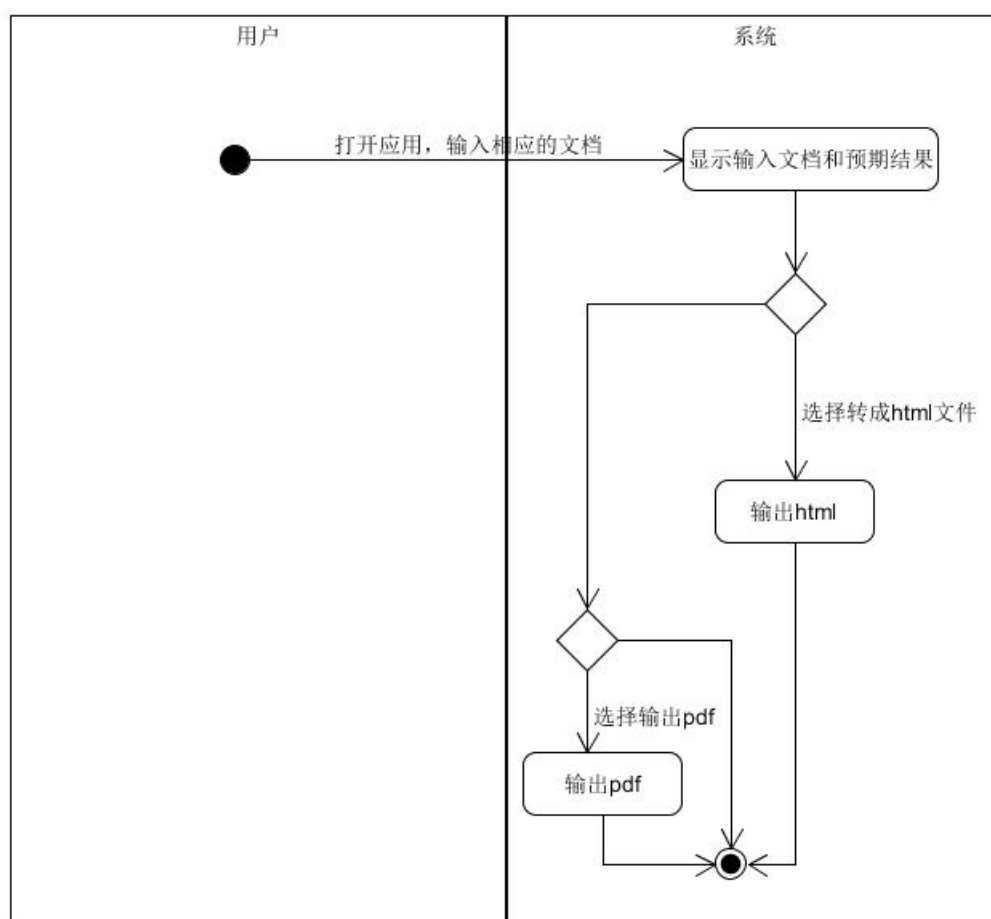 用户
系统
打开应用，输入相应的文档
显示输入文档和预期结果
选择转成html文件
输出html
选择输出pdf
输出pdf